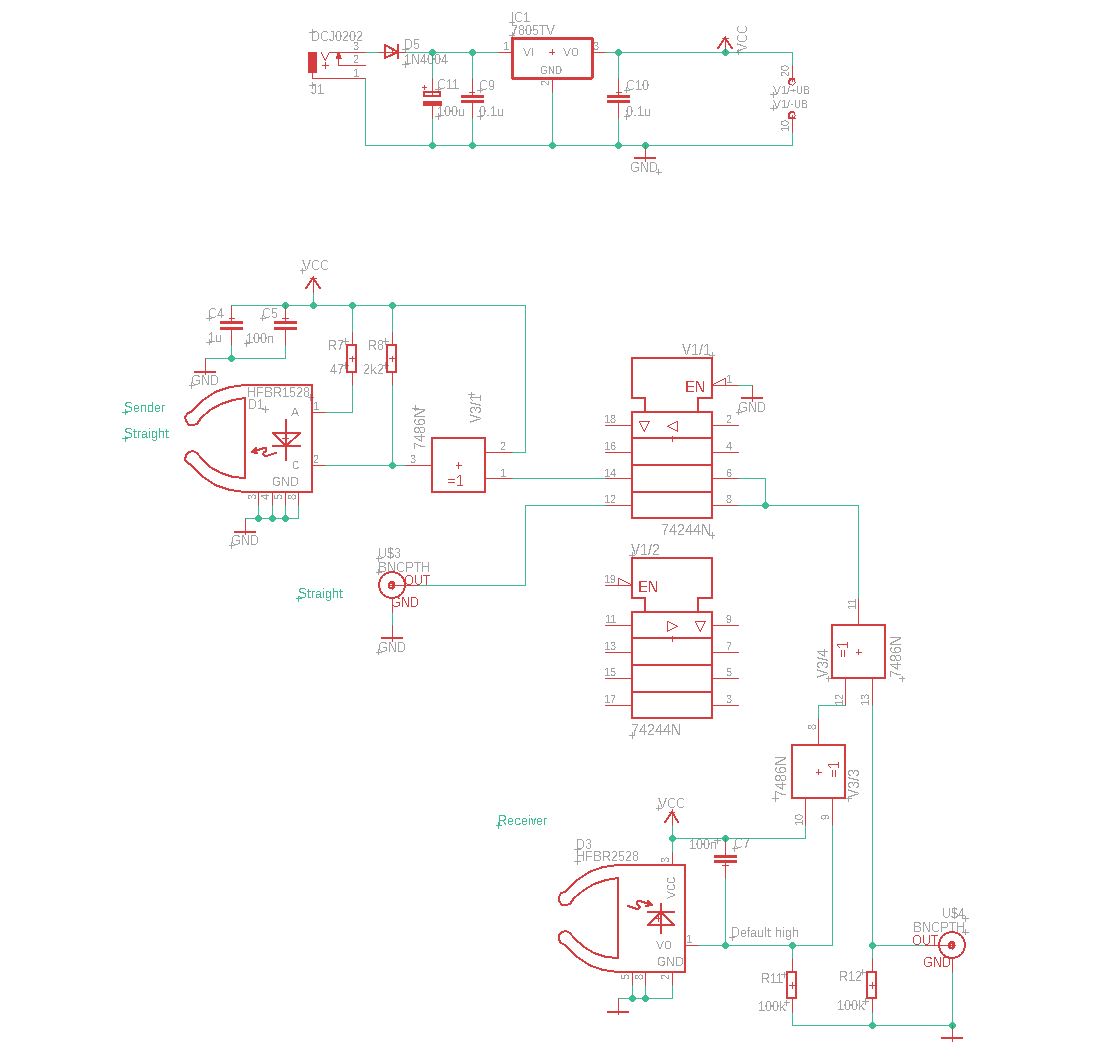 IC1
DCJ0202
7805TV
VCC
3
V
2
1
J1
D5
1N4004
1
VI
VO
3
GND
2
C11
100u
C9
0.1u
C10
0.1u
20
V1/+UB
V1/-UB
10
GND
VCC
C4
1u
C5
100n
GND
R7
47
R8
2k2
HFBR1528
D1
A
1
C
2
GND
3
4
5
8
GND
Sender
Straight
7486N
V3/1
3
=1
2
1
V1/1
EN
1
GND
18
2
16
4
14
6
12
8
74244N
U$3
BNCPTH
OUT
GND
GND
Straight
V1/2
19
EN
11
9
13
7
15
5
17
3
74244N
11
V3/4
=1
7486N
12
13
8
7486N
=1
V3/3
10
9
Receiver
VCC
100n
C7
D3
HFBR2528
3
VCC
VO
1
GND
5
8
2
Default high
R11
100k
R12
100k
U$4
BNCPTH
OUT
GND